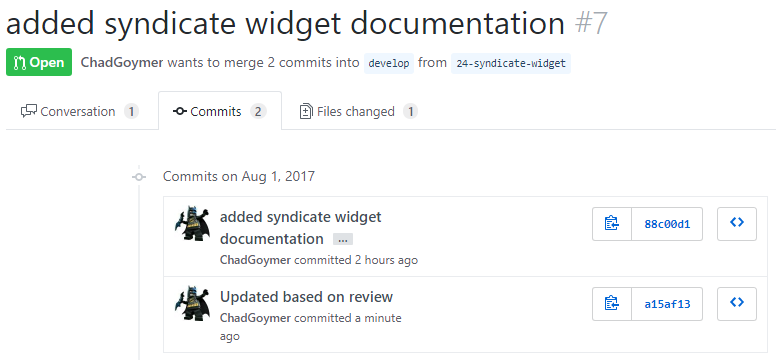 added syndicate widget documentation #7
Open ChadGoymer wants to merge 2 commits into develop from 24-syndicate-widget
Conversation 1 Commits 2 Files changed 1
Commits on Aug 1, 2017
added syndicate widget
documentation ...
88c00d1
ChadGoymer committed 2 hours ago
Updated based on review
a15af13
ChadGoymer committed a minute
ago